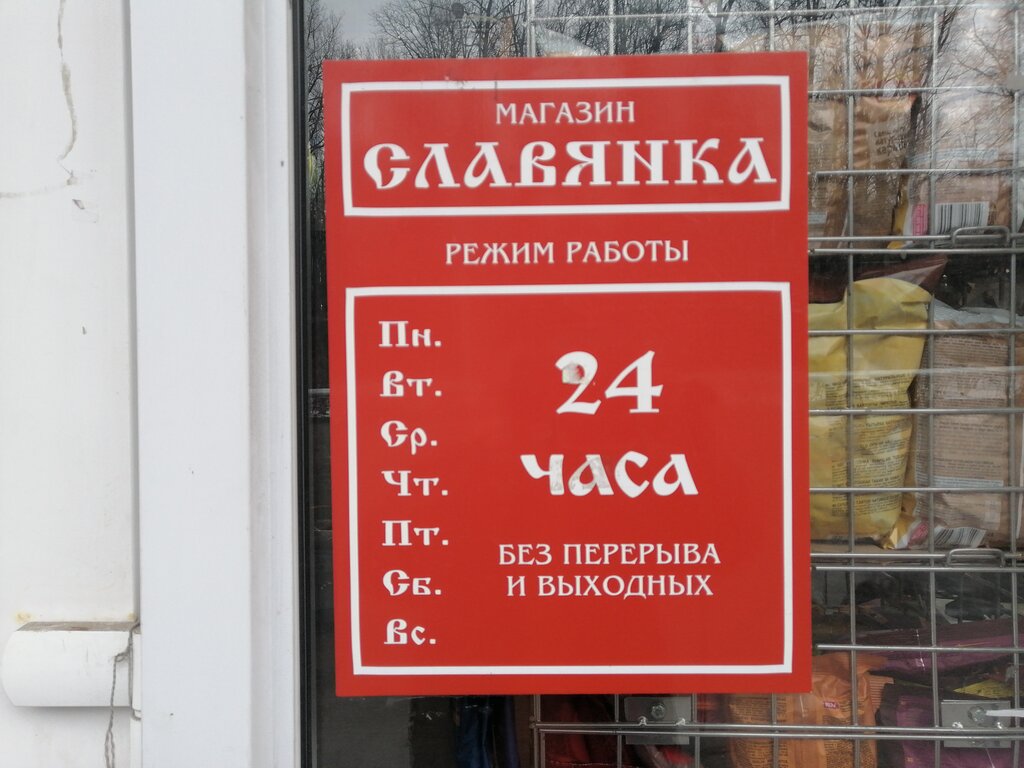 МАГАЗИН
СЛАВЯНКА
РЕЖИМ РАБОТЫ
Пн.
Вт.
Ср.
Чт.
Пт.
Сб.
Вс.
24
часа
БЕЗ ПЕРЕРЫВА
И ВЫХОДНЫХ